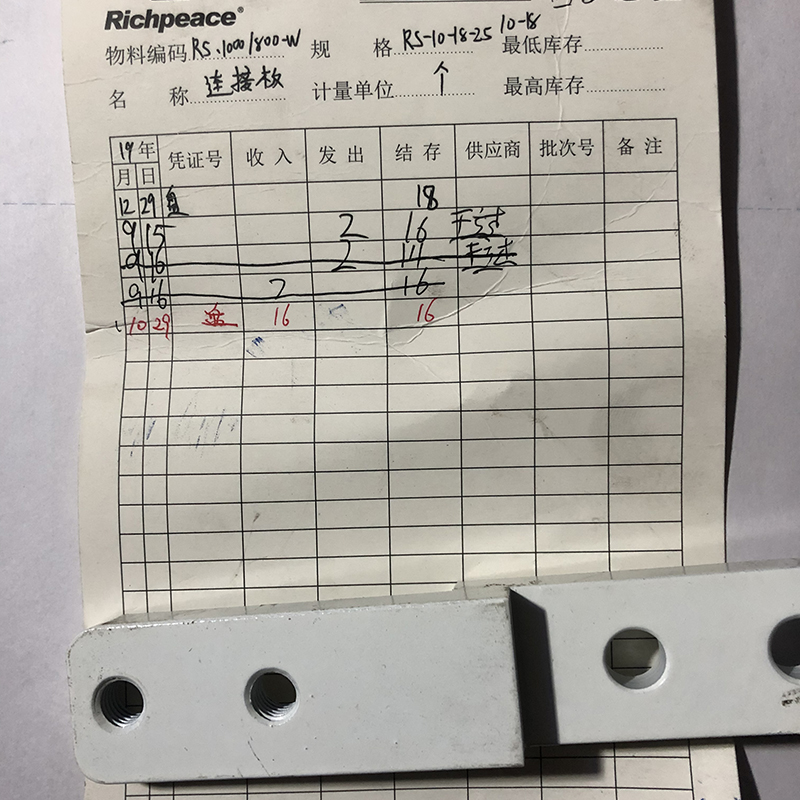 Richpeace®
物料编码 RS.1000/800-W 规 格 RS-10-18-25 10-18 最低库存
名 称 连接板 计量单位 个 最高库存
19年 凭证号 收入 发出 结存 供应商 批次号 备注
月 日
12 29 盘 18
9 15 2 16
9 16 2 14
9 16 2 16
10 29 盘 16 16